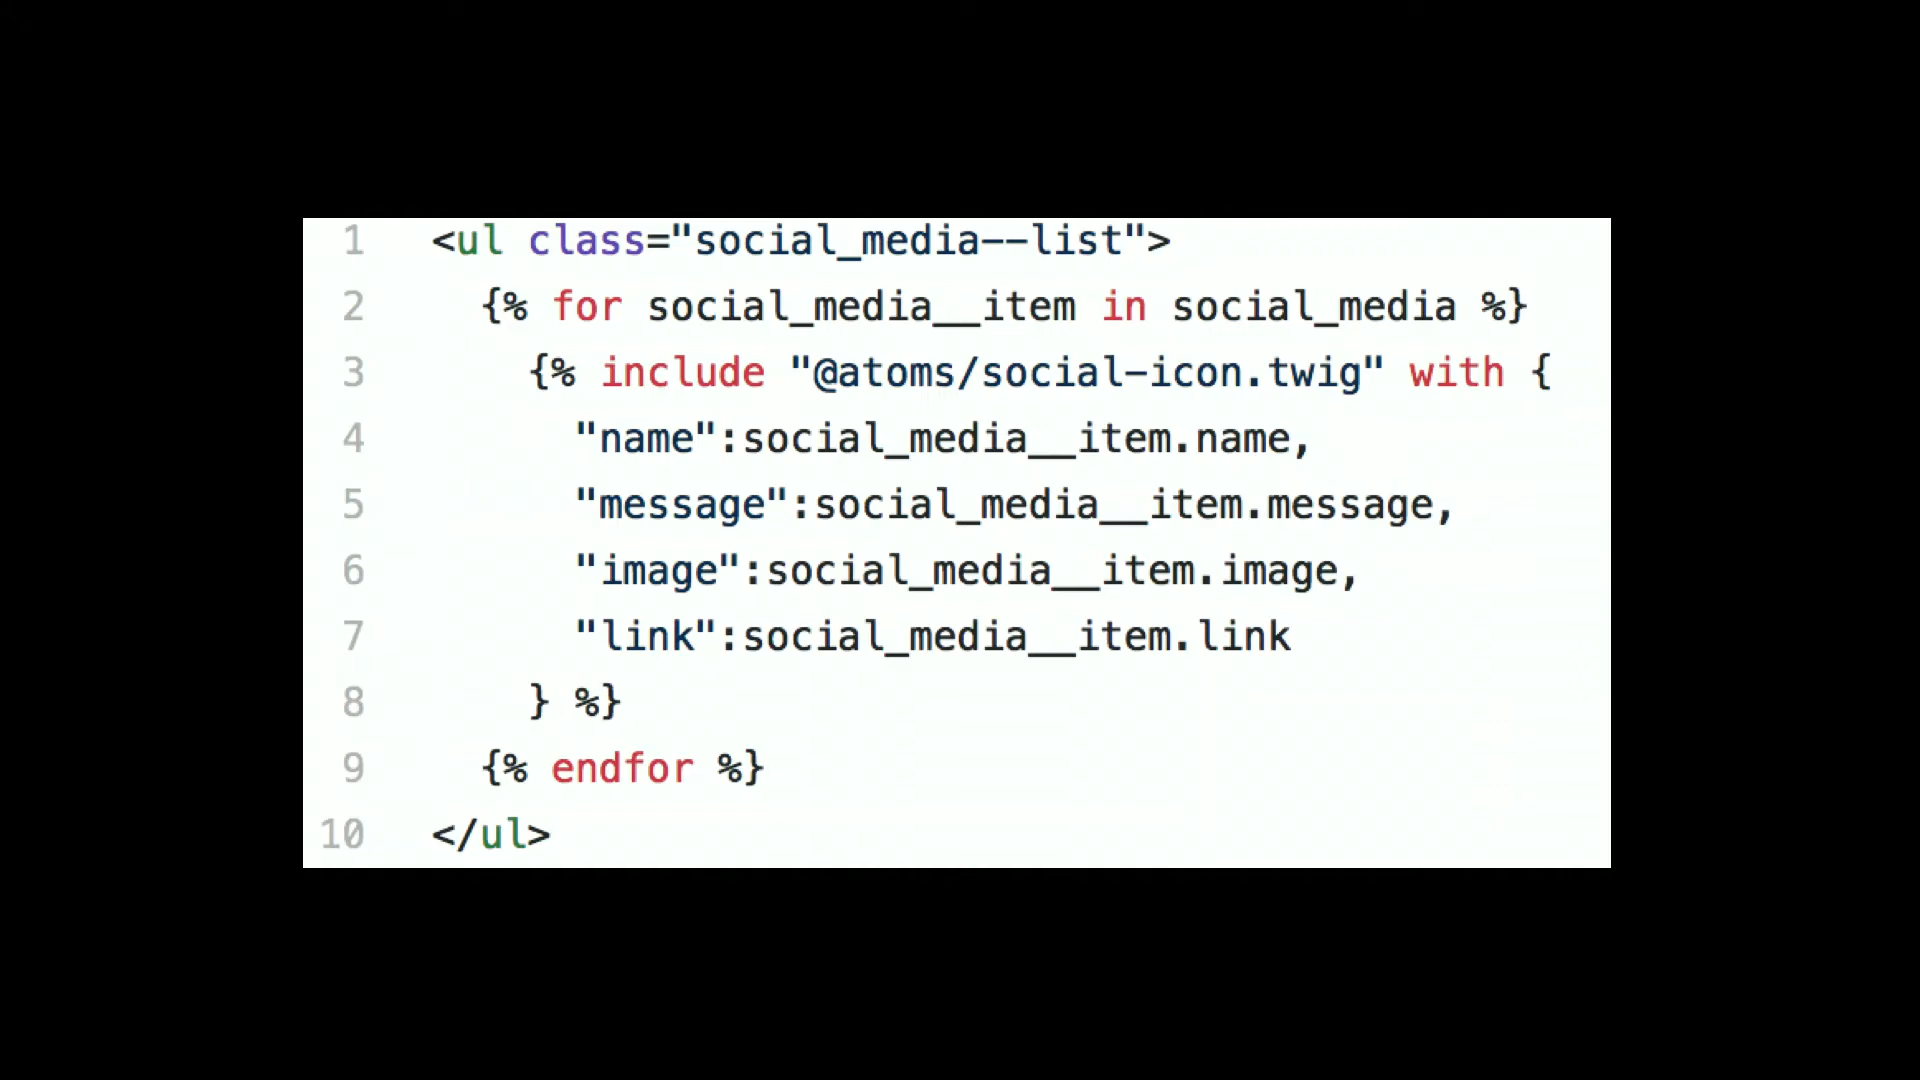 1 <ul class="social_media--list">
2 {% for social_media__item in social_media %}
3 {% include "@atoms/social-icon.twig" with {
4 "name":social_media__item.name,
5 "message":social_media__item.message,
6 "image":social_media__item.image,
7 "link":social_media__item.link
8 } %}
9 {% endfor %}
10 </ul>